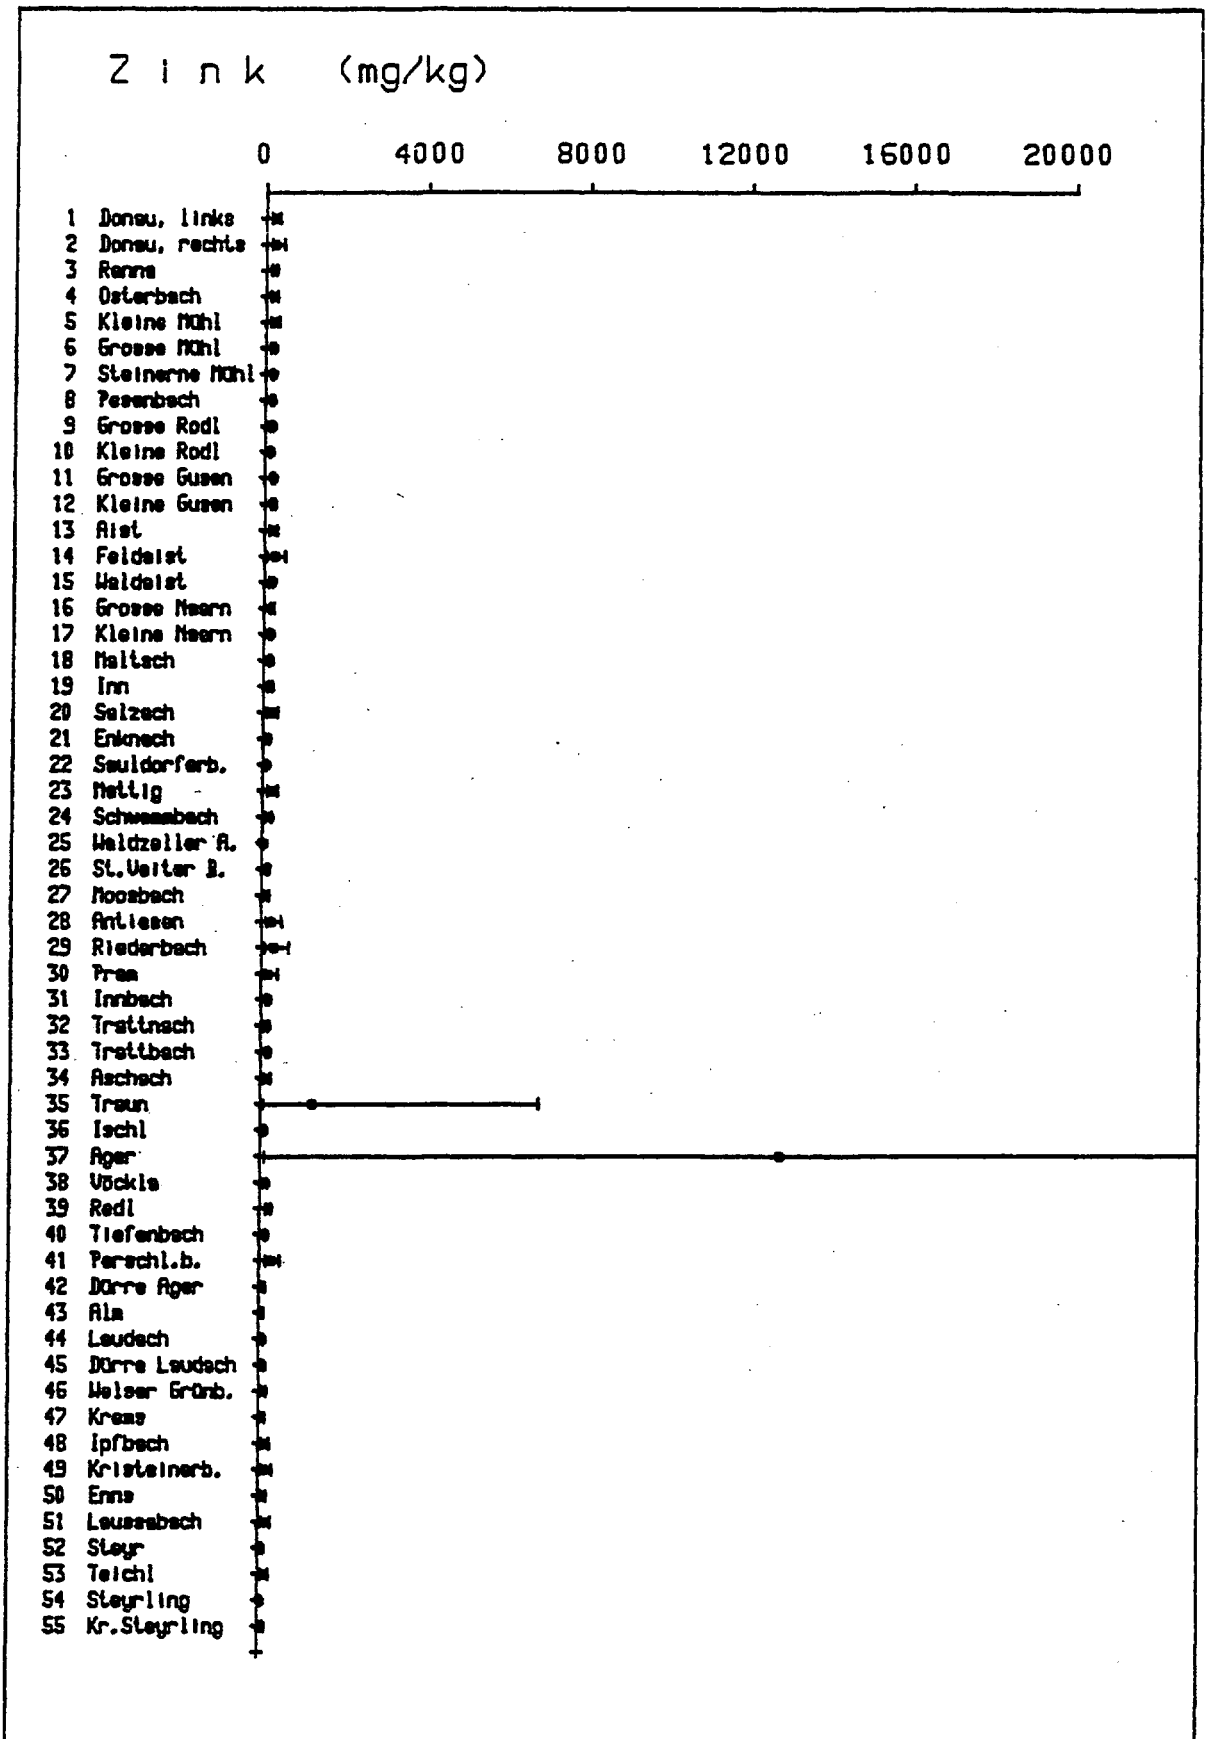 Zink (mg/kg)
0 4000 8000 12000 16000 20000
1 Donau, links
2 Donau, rechts
3 Ranna
4 Osterbach
5 Kleine Mühl
6 Grosse Mühl
7 Steinerne Mühl
8 Pesenbach
9 Grosse Rodl
10 Kleine Rodl
11 Grosse Gusen
12 Kleine Gusen
13 Aist
14 Feldaist
15 Waldaist
16 Grosse Naarn
17 Kleine Naarn
18 Maltsch
19 Inn
20 Salzach
21 Enknach
22 Sauldorferb.
23 Mattig
24 Schwemmbach
25 Waldzeller A.
26 St.Veiter B.
27 Moosbach
28 Antiesen
29 Riederbach
30 Pram
31 Innbach
32 Trattnach
33 Trattbach
34 Aschach
35 Traun
36 Ischl
37 Ager
38 Vöckla
39 Redl
40 Tiefenbach
41 Perschl.b.
42 Dürre Ager
43 Alm
44 Laudach
45 Dürre Laudach
46 Welser Grünb.
47 Krems
48 Ipfbach
49 Kristeinerb.
50 Enns
51 Laussabach
52 Steyr
53 Teichl
54 Steyrling
55 Kr.Steyrling